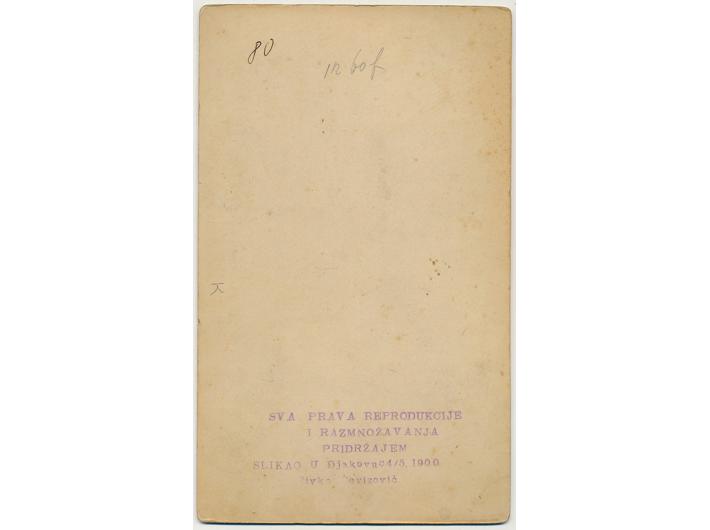 80
SVA PRAVA REPRODUKCIJE
I RAZMNOŽAVANJA
PRIDRŽAJEM
SLIKAO U Djakovu 4/5, 1900